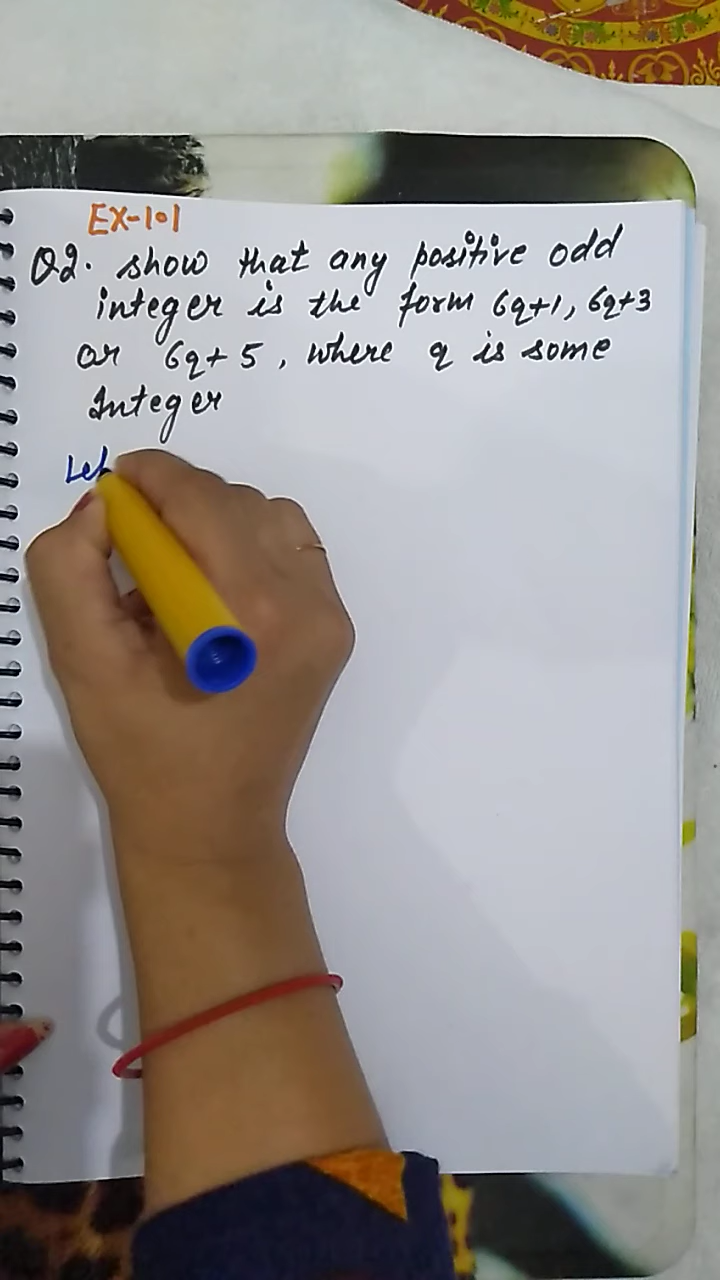 EX-1.1
Q2. show that any positive odd
integer is the form 6q+1, 6q+3
or 6q+5, where q is some
Integer
Let